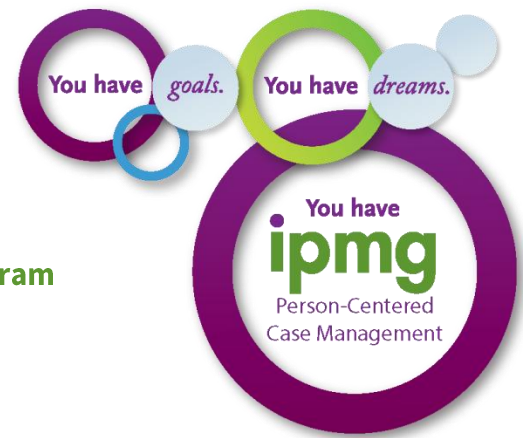 You have goals. You have dreams.
You have
ipmg
Person-Centered
Case Management
ram